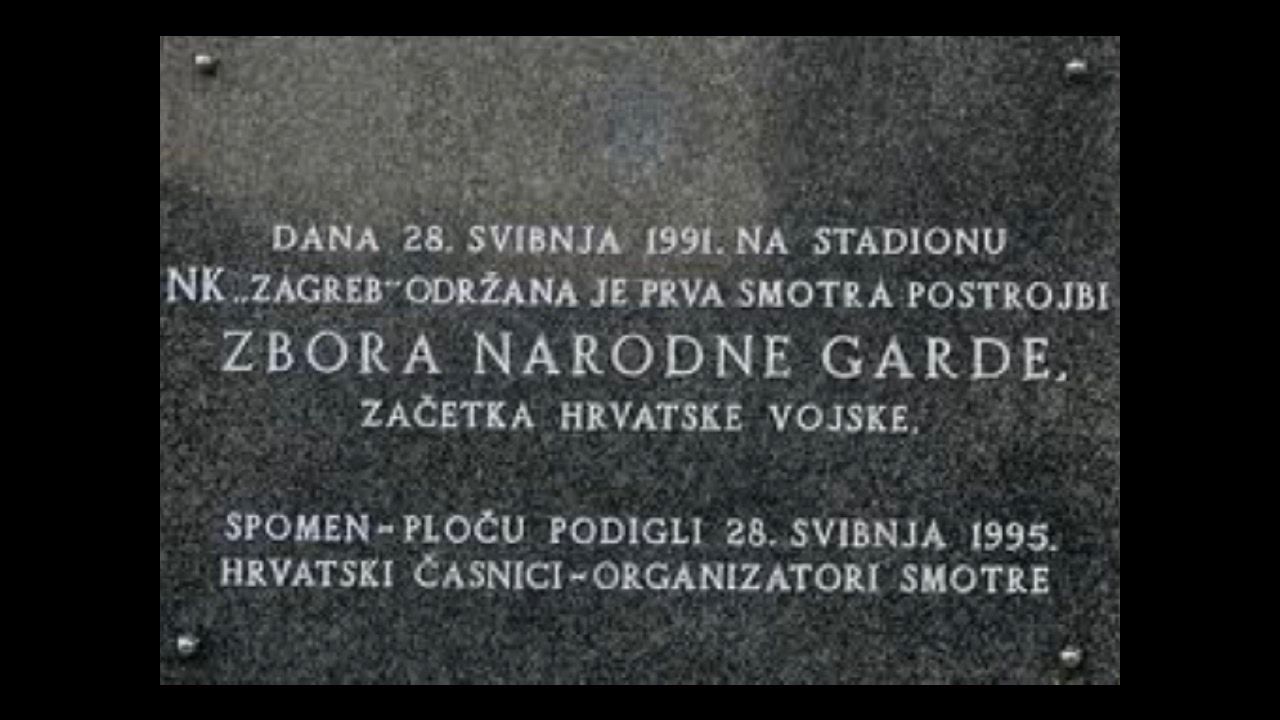 DANA 28. SVIBNJA 1991. NA STADIONU
NK „ZAGREB“ ODRŽANA JE PRVA SMOTRA POSTROJBI
ZBORA NARODNE GARDE,
ZAČETKA HRVATSKE VOJSKE.
SPOMEN-PLOČU PODIGLI 28. SVIBNJA 1995.
HRVATSKI ČASNICI-ORGANIZATORI SMOTRE